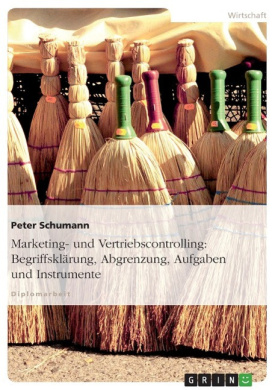 Wirtschaft
Peter Schumann
Marketing- und Vertriebscontrolling:
Begriffsklärung, Abgrenzung, Aufgaben
und Instrumente
Diplomarbeit
GRIN